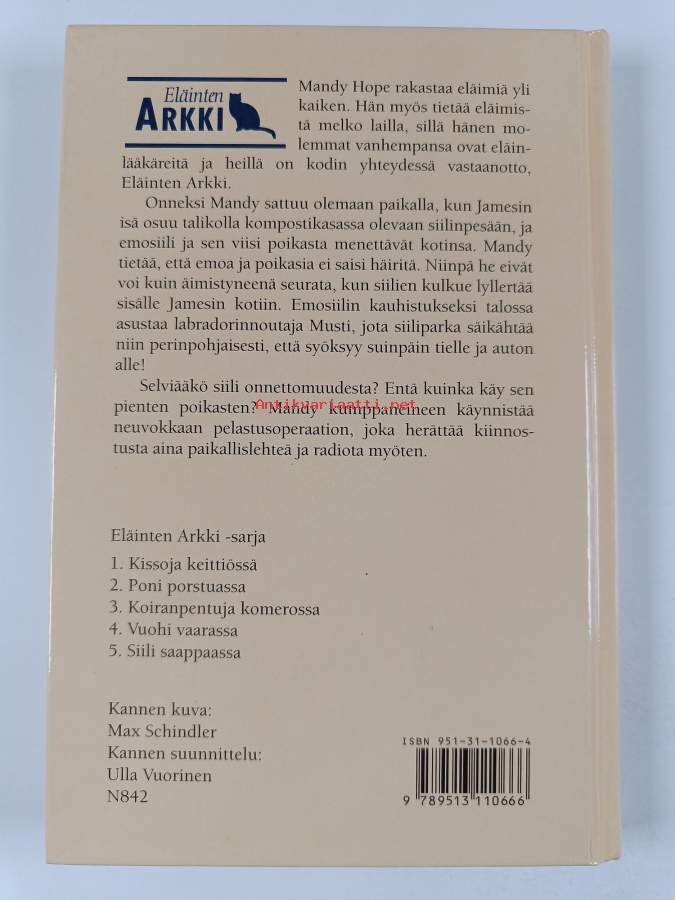 Eläinten
ARKKI
Mandy Hope rakastaa eläimiä yli
kaiken. Hän myös tietää eläimis-
tä melko lailla, sillä hänen mo-
lemmat vanhempansa ovat eläin-
lääkäreitä ja heillä on kodin yhteydessä vastaanotto,
Eläinten Arkki.
Onneksi Mandy sattuu olemaan paikalla, kun Jamesin
isä osuu talikolla kompostikasassa olevaan siilinpesään, ja
emosiili ja sen viisi poikasta menettävät kotinsa. Mandy
tietää, että emoa ja poikasia ei saisi häiritä. Niinpä he eivät
voi kuin äimistyneenä seurata, kun siilien kulkue lyllertää
sisälle Jamesin kotiin. Emosiilin kauhistukseksi talossa
asustaa labradorinnoutaja Musti, jota siiliparka säikähtää
niin perinpohjaisesti, että syöksyy suinpäin tielle ja auton
alle!
Selviääkö siili onnettomuudesta? Entä kuinka käy sen
pienten poikasten? Mandy kumppaneineen käynnistää
Antikvariaatti.net
neuvokkaan pelastusoperaation, joka herättää kiinnos-
tusta aina paikallislehteä ja radiota myöten.
Eläinten Arkki -sarja
1. Kissoja keittiössä
2. Poni porstuassa
3. Koiranpentuja komerossa
4. Vuohi vaarassa
5. Siili saappaassa
Kannen kuva:
Max Schindler
Kannen suunnittelu:
Ulla Vuorinen
N842
ISBN 951-31-1066-4
9 789513 110666